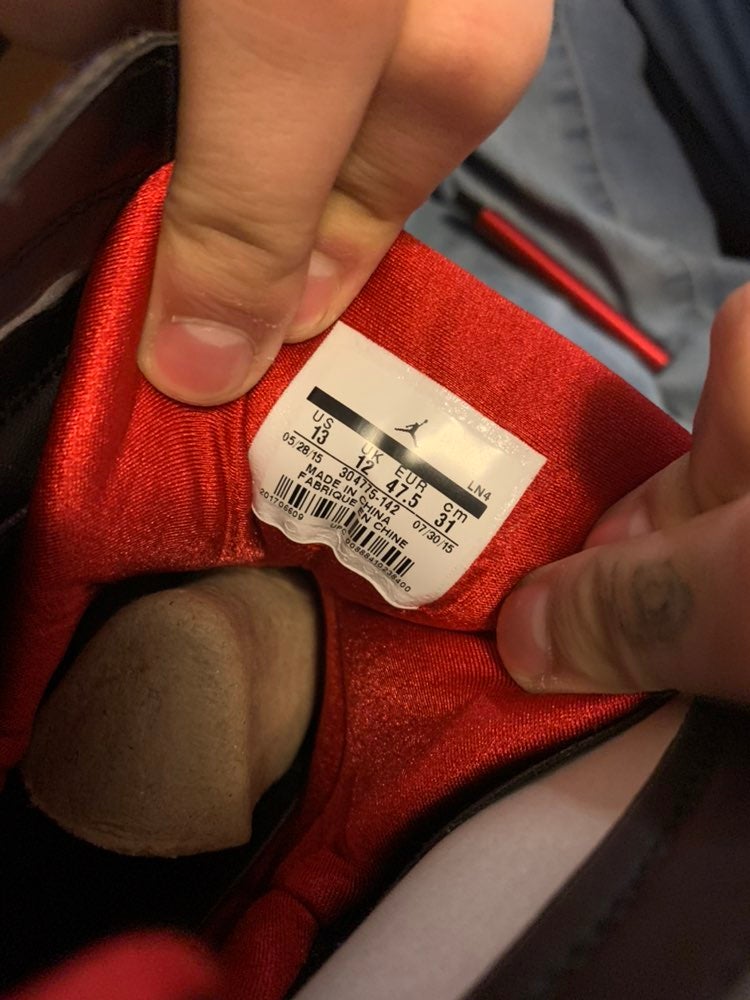 US UK EUR cm
13 12 47.5 31
05/28/15 304775-142 07/30/15
MADE IN CHINA
FABRIQUE EN CHINE
LN4
201706609